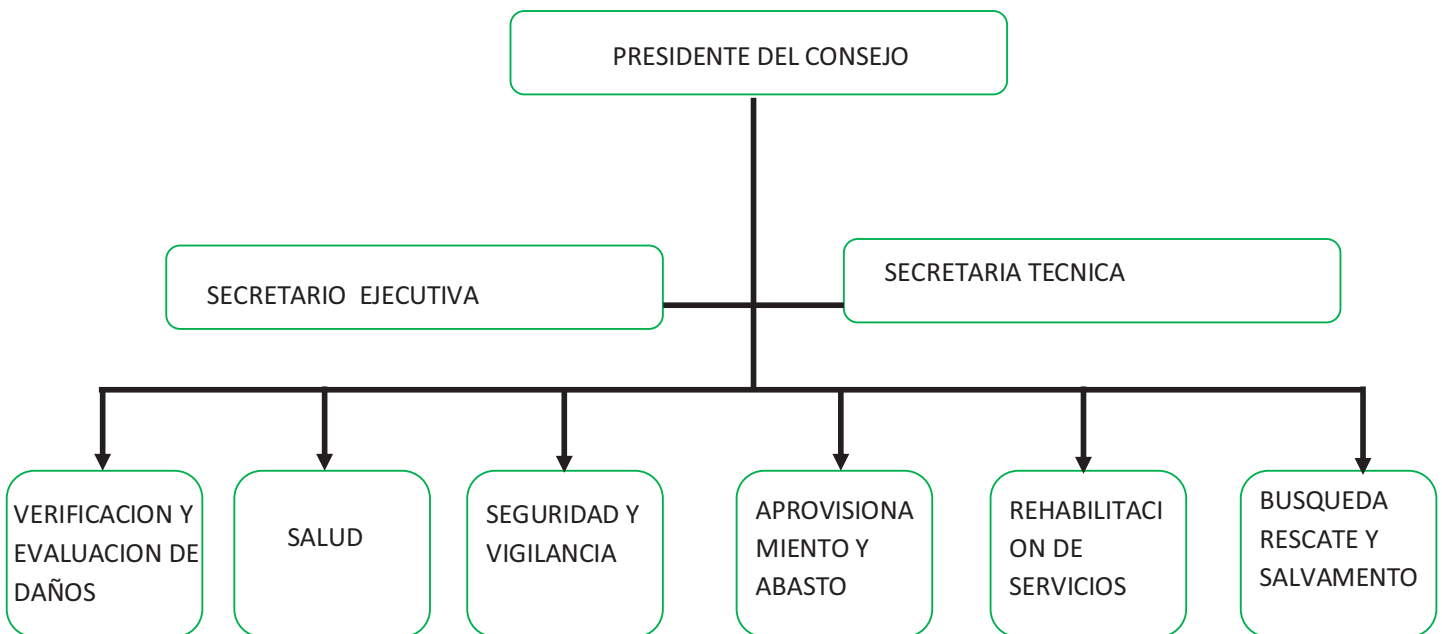 PRESIDENTE DEL CONSEJO
SECRETARIO EJECUTIVA
SECRETARIA TECNICA
VERIFICACION Y
EVALUACION DE
DAÑOS
SALUD
SEGURIDAD Y
VIGILANCIA
APROVISIONA
MIENTO Y
ABASTO
REHABILITACI
ON DE
SERVICIOS
BUSQUEDA
RESCATE Y
SALVAMENTO